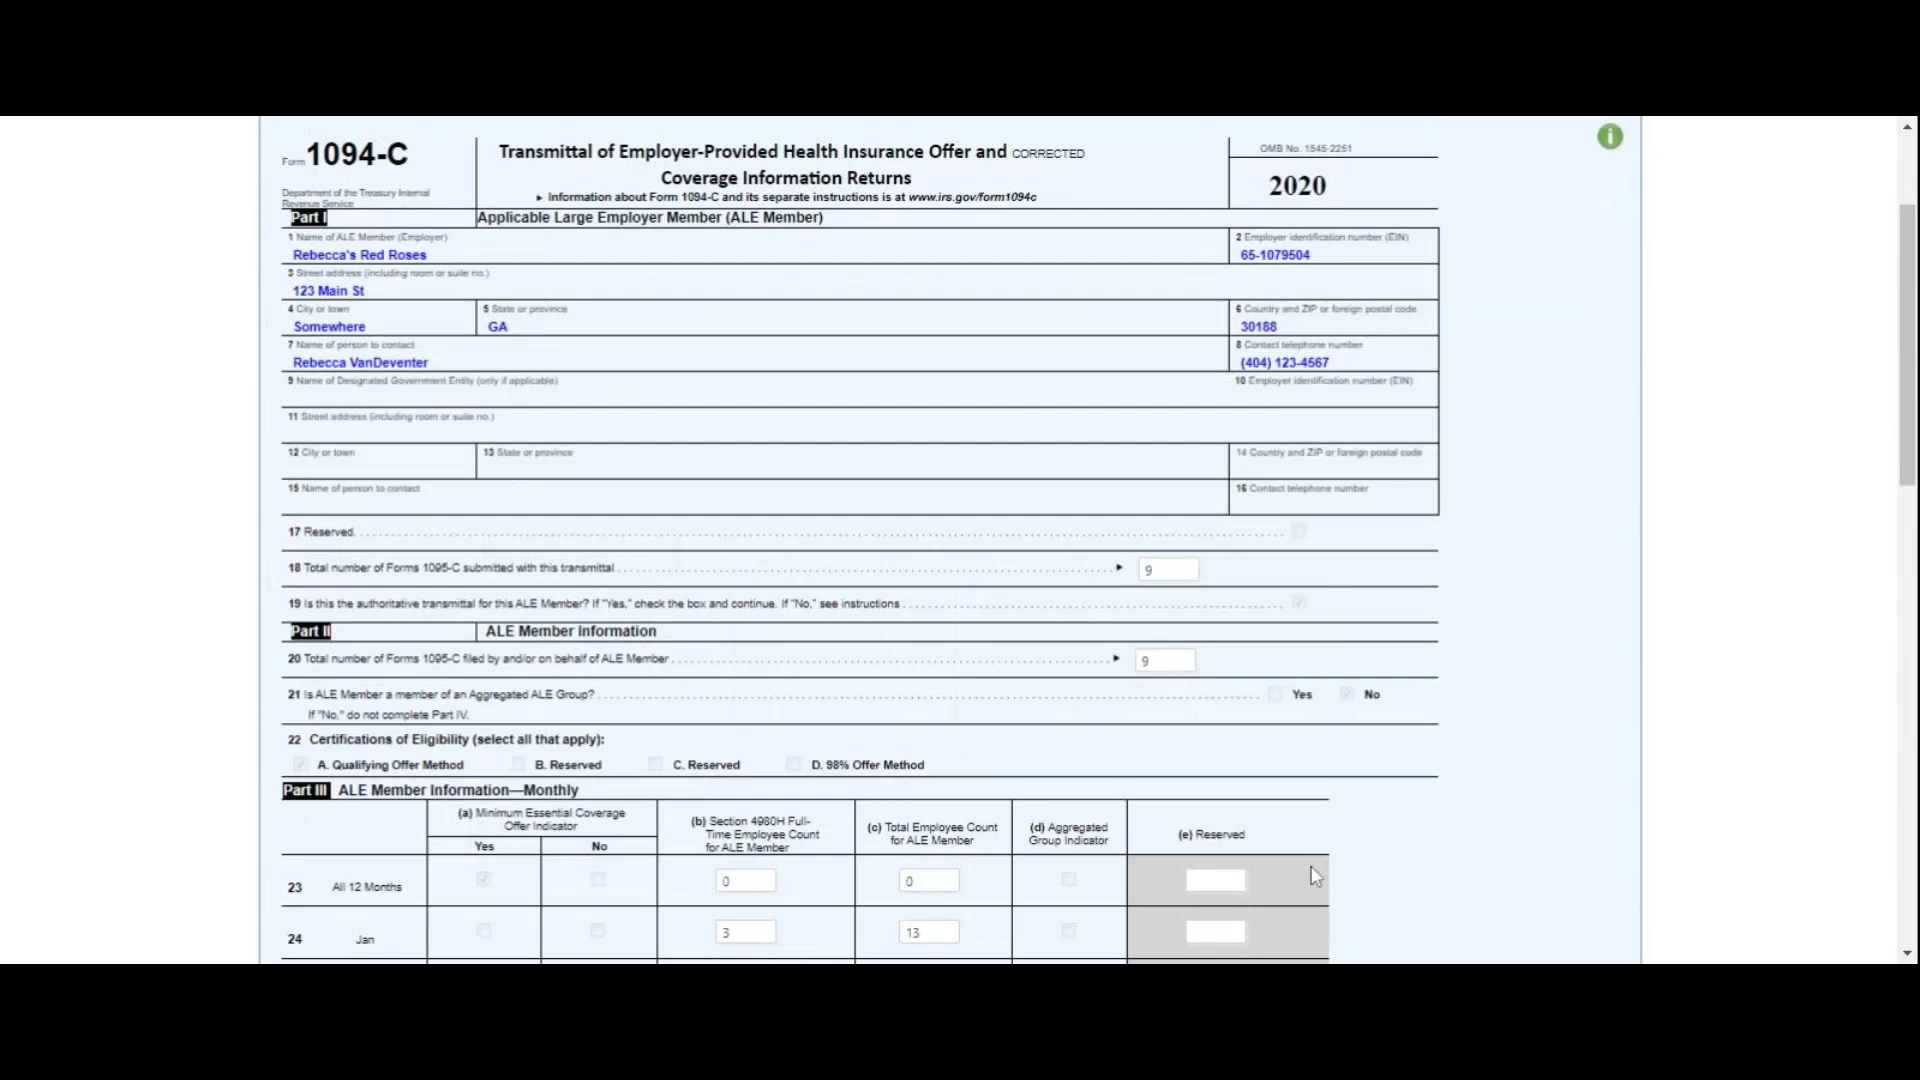 Form 1094-C
Department of the Treasury Internal
Revenue Service
Transmittal of Employer-Provided Health Insurance Offer and CORRECTED
Coverage Information Returns
► Information about Form 1094-C and its separate instructions is at www.irs.gov/form1094c
OMB No. 1545-2251
2020
Part I Applicable Large Employer Member (ALE Member)
1 Name of ALE Member (Employer)
Rebecca's Red Roses
2 Employer identification number (EIN)
65-1079504
3 Street address (including room or suite no.)
123 Main St
4 City or town
Somewhere
5 State or province
GA
6 Country and ZIP or foreign postal code
30188
7 Name of person to contact
Rebecca VanDeventer
8 Contact telephone number
(404) 123-4567
9 Name of Designated Government Entity (only if applicable)
10 Employer identification number (EIN)
11 Street address (including room or suite no.)
12 City or town
13 State or province
14 Country and ZIP or foreign postal code
15 Name of person to contact
16 Contact telephone number
17 Reserved
18 Total number of Forms 1095-C submitted with this transmittal ► 9
19 Is this the authoritative transmittal for this ALE Member? If "Yes," check the box and continue. If "No," see instructions
Part II ALE Member Information
20 Total number of Forms 1095-C filed by and/or on behalf of ALE Member ► 9
21 Is ALE Member a member of an Aggregated ALE Group? Yes No
If "No," do not complete Part IV.
22 Certifications of Eligibility (select all that apply):
A. Qualifying Offer Method B. Reserved C. Reserved D. 98% Offer Method
Part III ALE Member Information—Monthly
(a) Minimum Essential Coverage
Offer Indicator
Yes No
(b) Section 4980H Full-
Time Employee Count
for ALE Member
(c) Total Employee Count
for ALE Member
(d) Aggregated
Group Indicator
(e) Reserved
23 All 12 Months 0 0
24 Jan 3 13